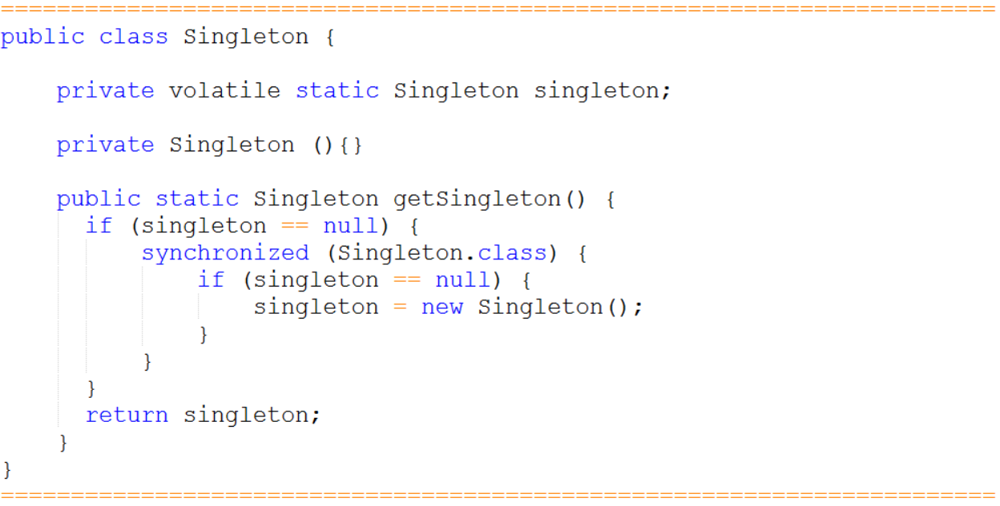 =======================================================================
public class Singleton {
private volatile static Singleton singleton;
private Singleton (){}
public static Singleton getSingleton() {
if (singleton == null) {
synchronized (Singleton.class) {
if (singleton == null) {
singleton = new Singleton();
}
}
}
return singleton;
}
}
=======================================================================